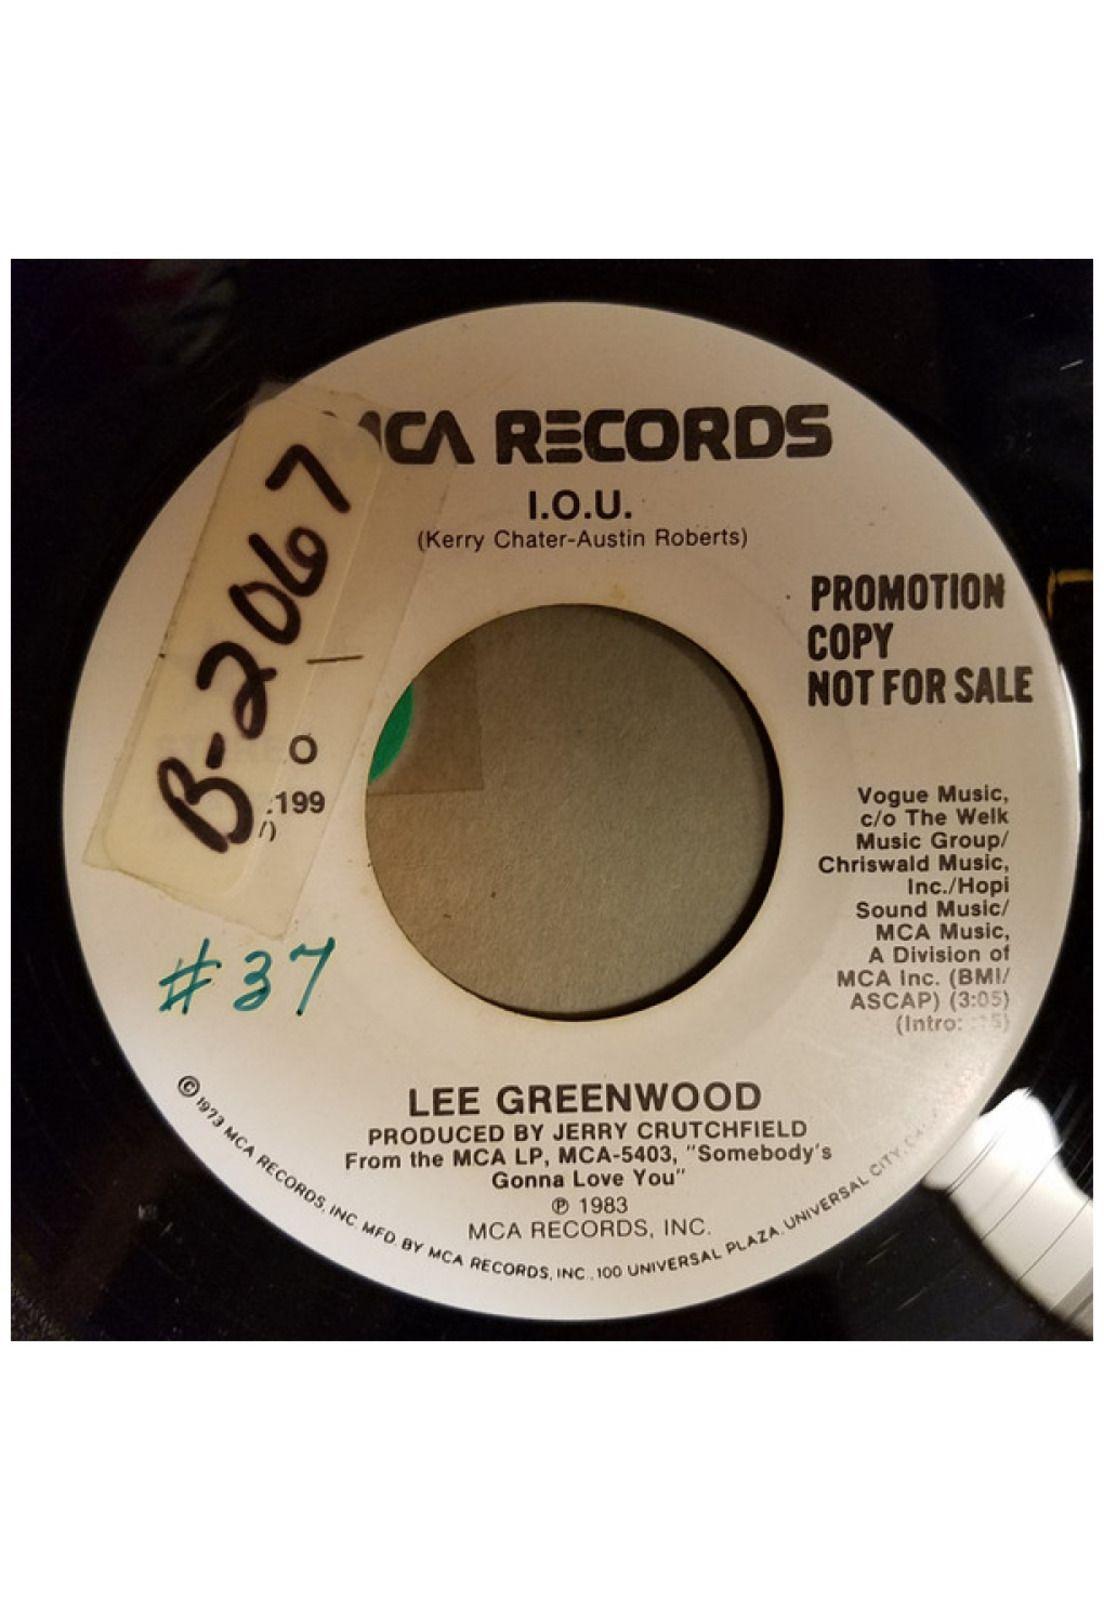 MCA RECORDS
I.O.U.
(Kerry Chater-Austin Roberts)
PROMOTION
COPY
NOT FOR SALE
B-2067
O
199
#37
Vogue Music,
c/o The Welk
Music Group/
Chriswald Music,
Inc./Hopi
Sound Music/
MCA Music,
A Division of
MCA Inc. (BMI/
ASCAP) (3:05)
(Intro:
LEE GREENWOOD
PRODUCED BY JERRY CRUTCHFIELD
From the MCA LP, MCA-5403, "Somebody's
Gonna Love You"
℗ 1983
MCA RECORDS, INC.
© 1973 MCA RECORDS, INC. MFD. BY MCA RECORDS, INC., 100 UNIVERSAL PLAZA, UNIVERSAL CITY,